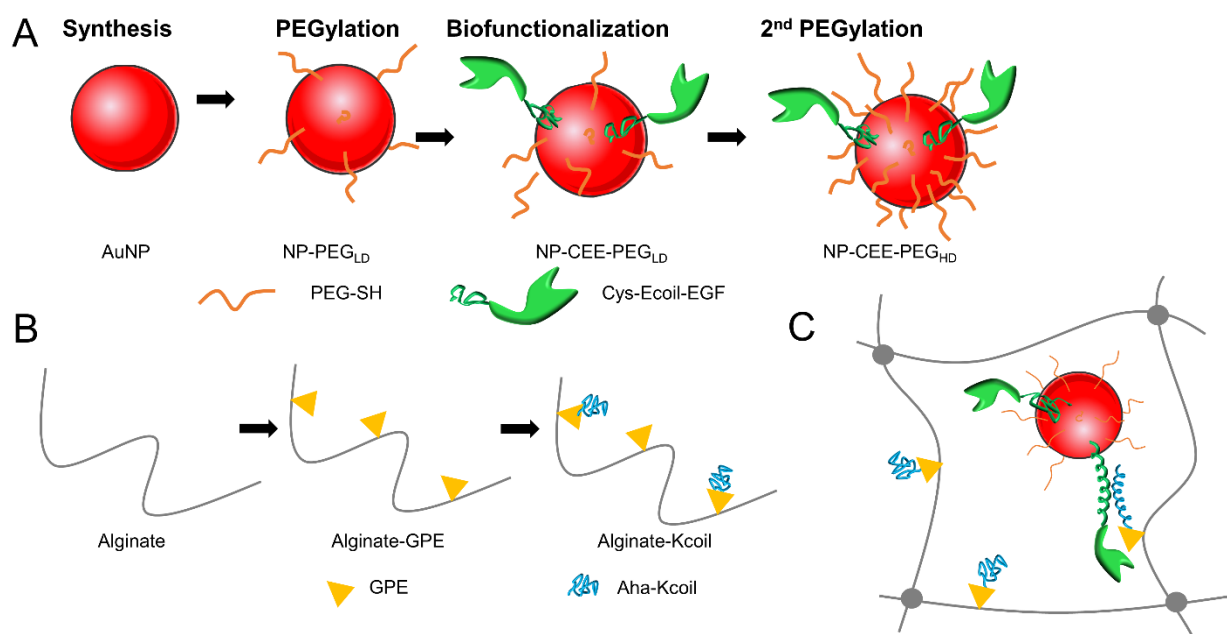 A
Synthesis
PEGylation
Biofunctionalization
2nd PEGylation
AuNP
NP-PEGLD
NP-CEE-PEGLD
NP-CEE-PEGHD
PEG-SH
Cys-Ecoil-EGF
B
C
Alginate
Alginate-GPE
Alginate-Kcoil
GPE
Aha-Kcoil